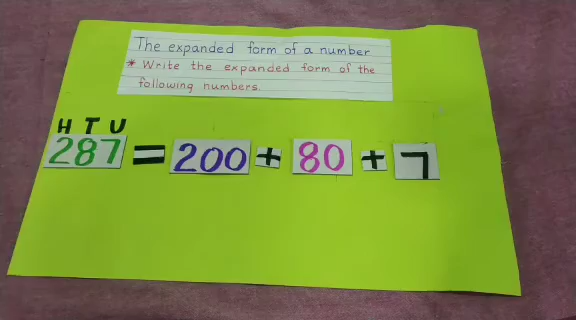 The expanded form of a number
* Write the expanded form of the
following numbers.
H T U
287 = 200 + 80 + 7